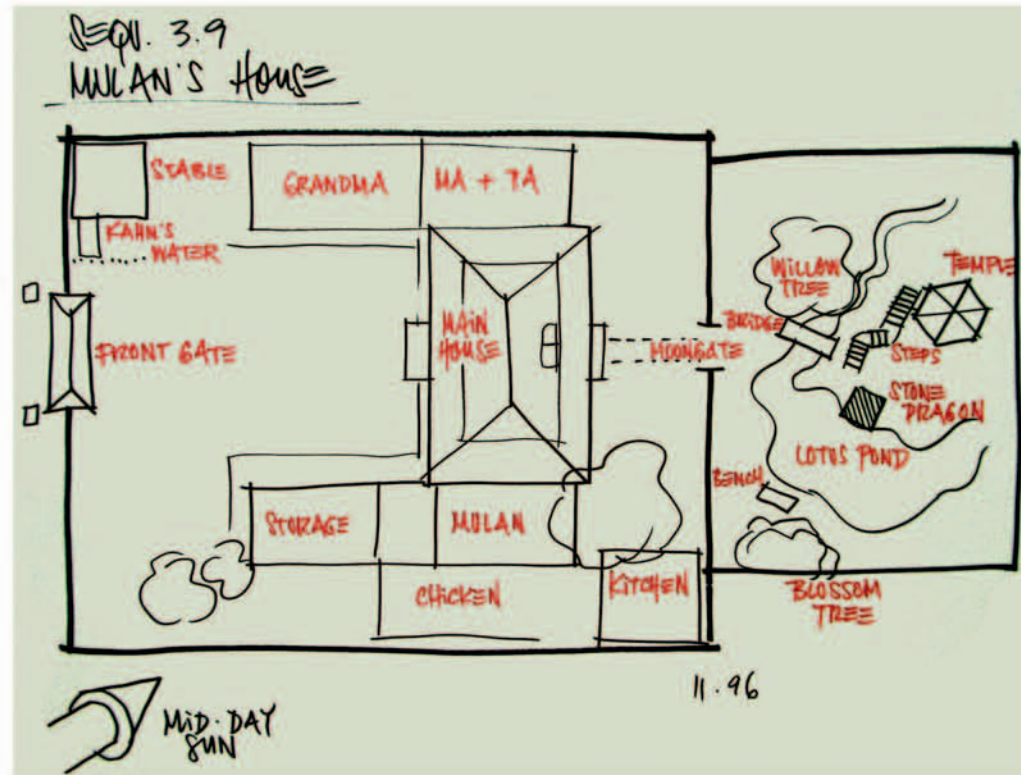 SEQU. 3.9
MULAN'S HOUSE
STABLE
GRANDMA
MA + PA
KAHN'S
WATER
WILLOW
TREE
TEMPLE
BRIDGE
FRONT GATE
MAIN
HOUSE
MOONGATE
STEPS
STONE
DRAGON
LOTUS POND
BENCH
STORAGE
MULAN
CHICKEN
KITCHEN
BLOSSOM
TREE
11.96
MID-DAY
SUN